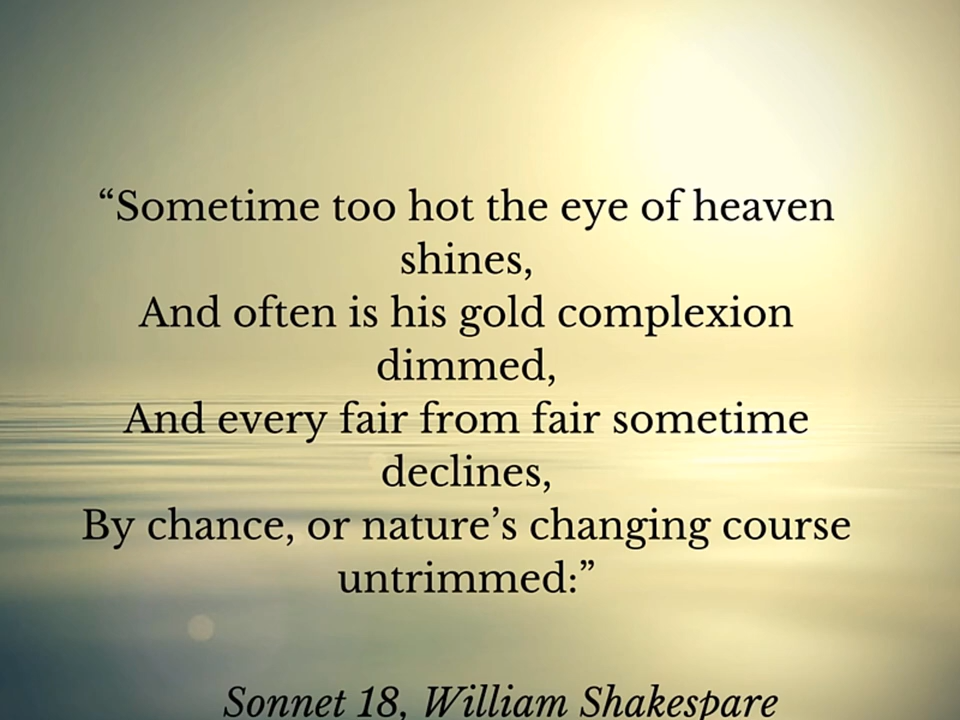 “Sometime too hot the eye of heaven
shines,
And often is his gold complexion
dimmed,
And every fair from fair sometime
declines,
By chance, or nature’s changing course
untrimmed:”
Sonnet 18, William Shakespare